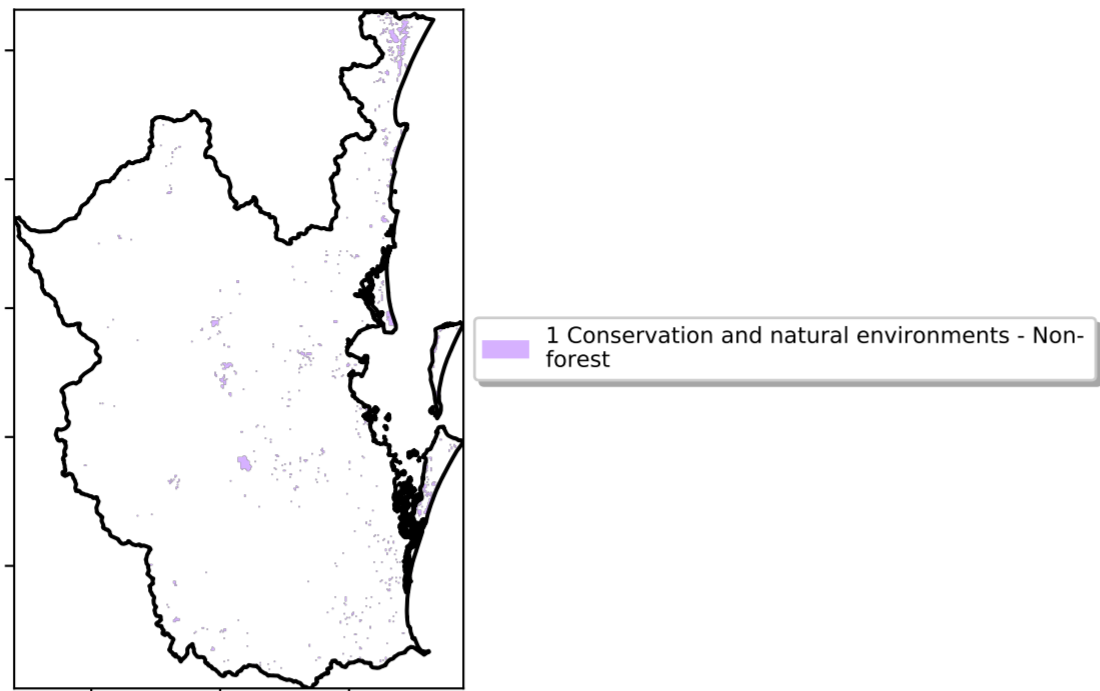 1 Conservation and natural environments - Non-
forest